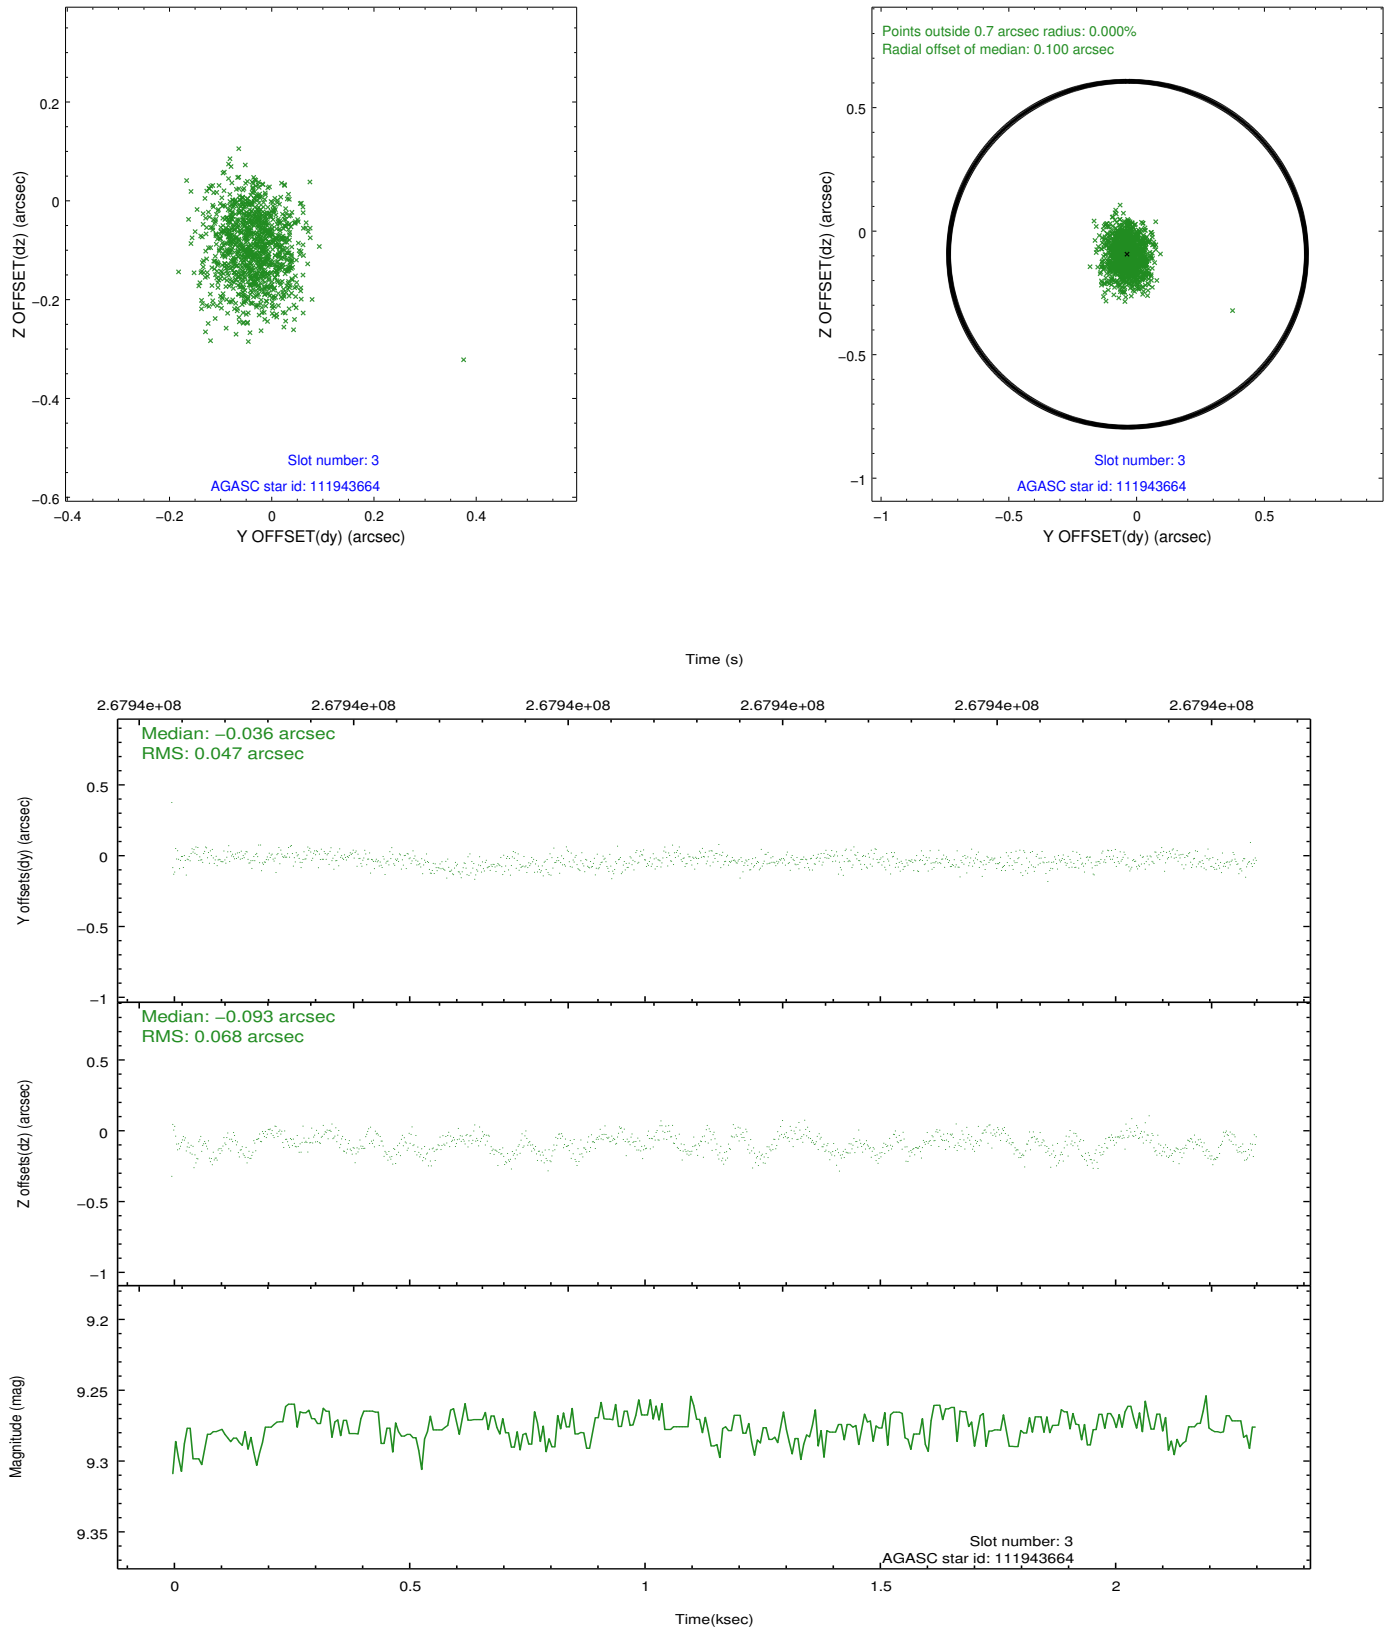 0.2
0
−0.2
−0.4
−0.6
Z OFFSET(dz) (arcsec)
−0.4
−0.2
0
0.2
0.4
Y OFFSET(dy) (arcsec)
Slot number: 3
AGASC star id: 111943664
Points outside 0.7 arcsec radius: 0.000%
Radial offset of median: 0.100 arcsec
0.5
0
−0.5
−1
Z OFFSET(dz) (arcsec)
Slot number: 3
AGASC star id: 111943664
−1
−0.5
0
0.5
Y OFFSET(dy) (arcsec)
Time (s)
2.6794e+08
2.6794e+08
2.6794e+08
2.6794e+08
2.6794e+08
2.6794e+08
Median: −0.036 arcsec
RMS: 0.047 arcsec
0.5
0
−0.5
−1
Y offsets(dy) (arcsec)
Median: −0.093 arcsec
RMS: 0.068 arcsec
0.5
0
−0.5
−1
Z offsets(dz) (arcsec)
9.2
9.25
9.3
9.35
Magnitude (mag)
Slot number: 3
AGASC star id: 111943664
0
0.5
1
1.5
2
Time(ksec)